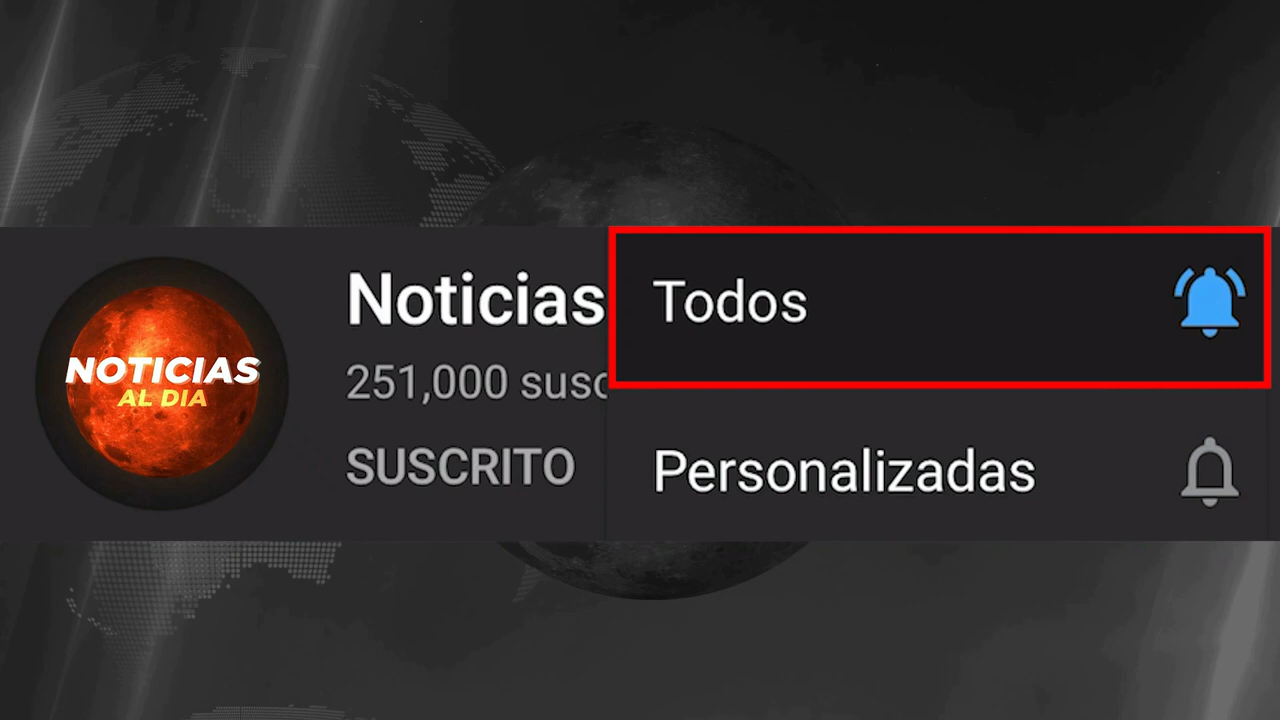 NOTICIAS
AL DIA
Noticias
251,000 susc
SUSCRITO
Todos
Personalizadas